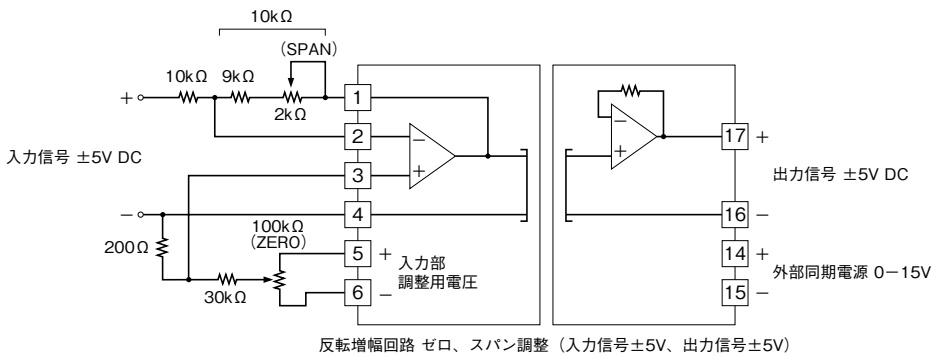 10kΩ
(SPAN)
10kΩ 9kΩ
2kΩ
+
1
2
3
4
5
6
−
+
入力信号 ±5V DC
−
200Ω
100kΩ
(ZERO)
30kΩ
+
−
入力部
調整用電圧
−
+
17 +
出力信号 ±5V DC
16 −
14 +
外部同期電源 0−15V
15 −
反転増幅回路 ゼロ、スパン調整（入力信号±5V、出力信号±5V）